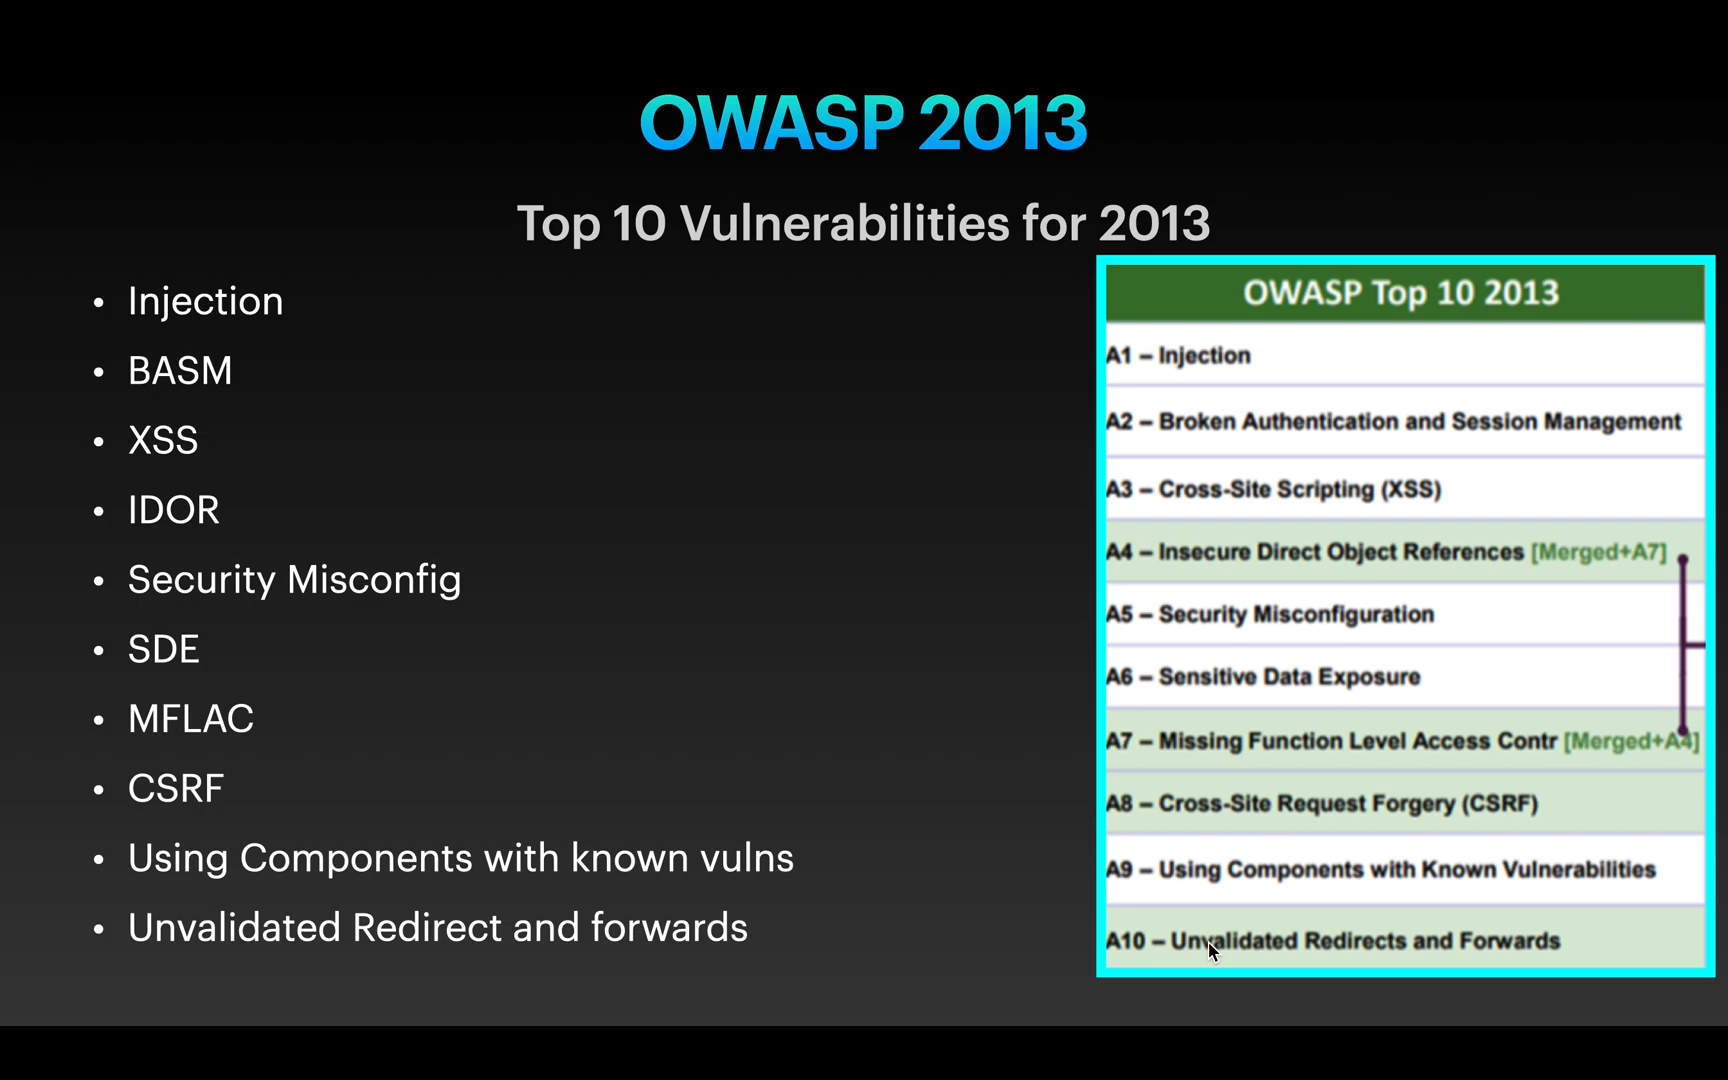 OWASP 2013
Top 10 Vulnerabilities for 2013
• Injection
• BASM
• XSS
• IDOR
• Security Misconfig
• SDE
• MFLAC
• CSRF
• Using Components with known vulns
• Unvalidated Redirect and forwards
OWASP Top 10 2013
A1 – Injection
A2 – Broken Authentication and Session Management
A3 – Cross-Site Scripting (XSS)
A4 – Insecure Direct Object References [Merged+A7]
A5 – Security Misconfiguration
A6 – Sensitive Data Exposure
A7 – Missing Function Level Access Contr [Merged+A4]
A8 – Cross-Site Request Forgery (CSRF)
A9 – Using Components with Known Vulnerabilities
A10 – Unvalidated Redirects and Forwards